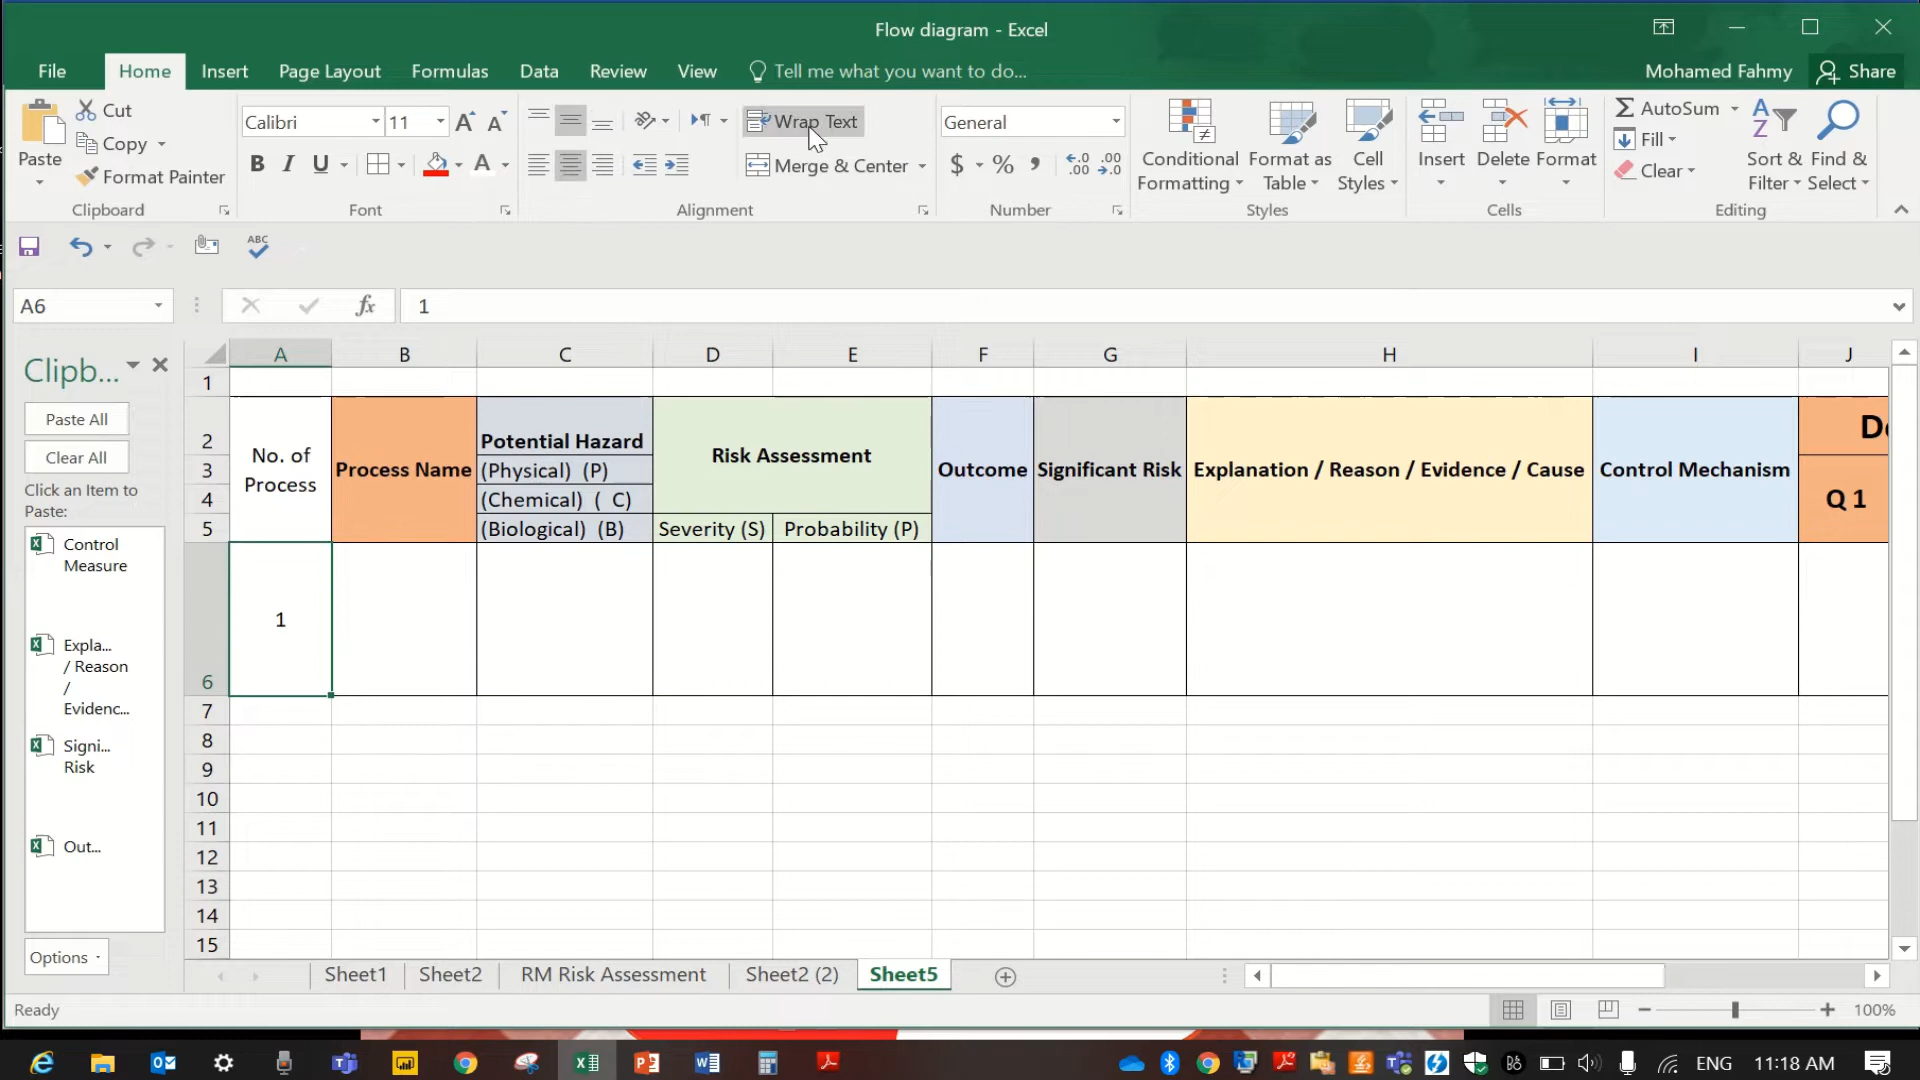 Flow diagram - Excel
File Home Insert Page Layout Formulas Data Review View Tell me what you want to do... Mohamed Fahmy Share
Paste Cut Copy Format Painter
Clipboard
Calibri 11
B I U
Font
Wrap Text
Merge & Center
Alignment
General
$ % ,
Number
Conditional Formatting
Format as Table
Cell Styles
Styles
Insert Delete Format
Cells
AutoSum
Fill
Clear
Sort & Filter
Find & Select
Editing
ABC
A6 fx 1
Clipb...
Paste All
Clear All
Click an Item to
Paste:
Control
Measure
Expla...
/ Reason
/
Evidenc...
Signi...
Risk
Out...
Options
A B C D E F G H I J
1
2
3
4
5
6
7
8
9
10
11
12
13
14
15
No. of
Process
Process Name
Potential Hazard
(Physical) (P)
(Chemical) ( C)
(Biological) (B)
Risk Assessment
Severity (S) Probability (P)
Outcome
Significant Risk
Explanation / Reason / Evidence / Cause
Control Mechanism
Q 1
1
Sheet1 Sheet2 RM Risk Assessment Sheet2 (2) Sheet5
Ready
100%
ENG 11:18 AM